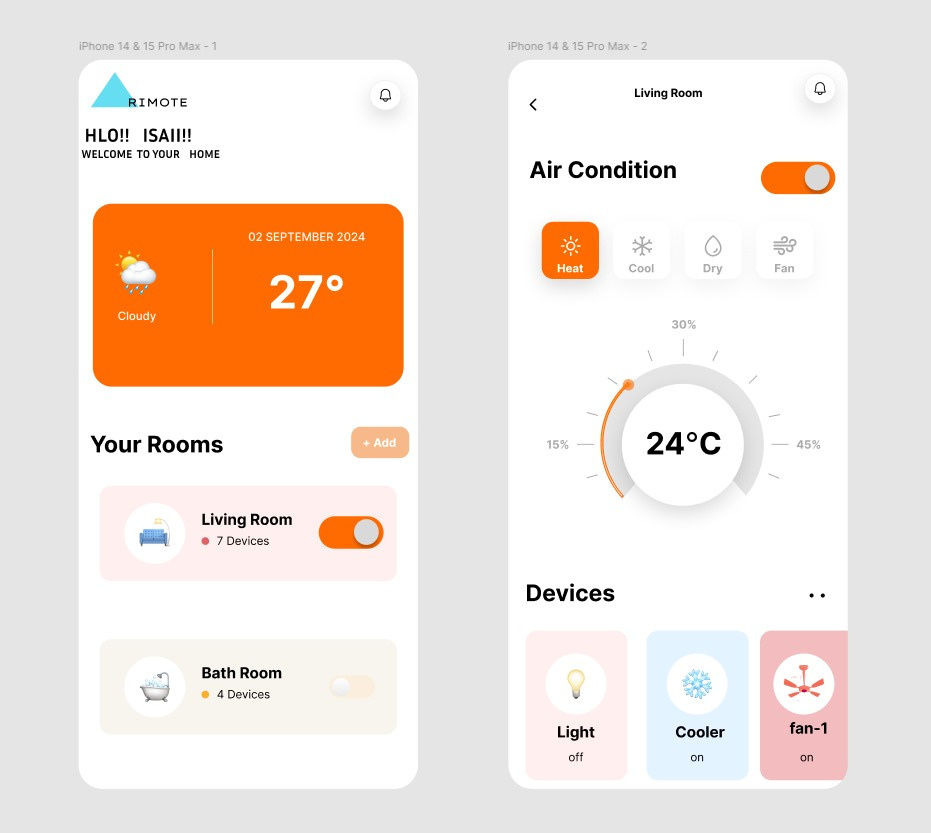 iPhone 14 & 15 Pro Max - 1
RIMOTE
HLO!! ISAII!!
WELCOME TO YOUR HOME
02 SEPTEMBER 2024
27°
Cloudy
Your Rooms
+ Add
Living Room
7 Devices
Bath Room
4 Devices
iPhone 14 & 15 Pro Max - 2
Living Room
Air Condition
Heat Cool Dry Fan
30%
15% 24°C 45%
Devices
Light Cooler fan-1
off on on